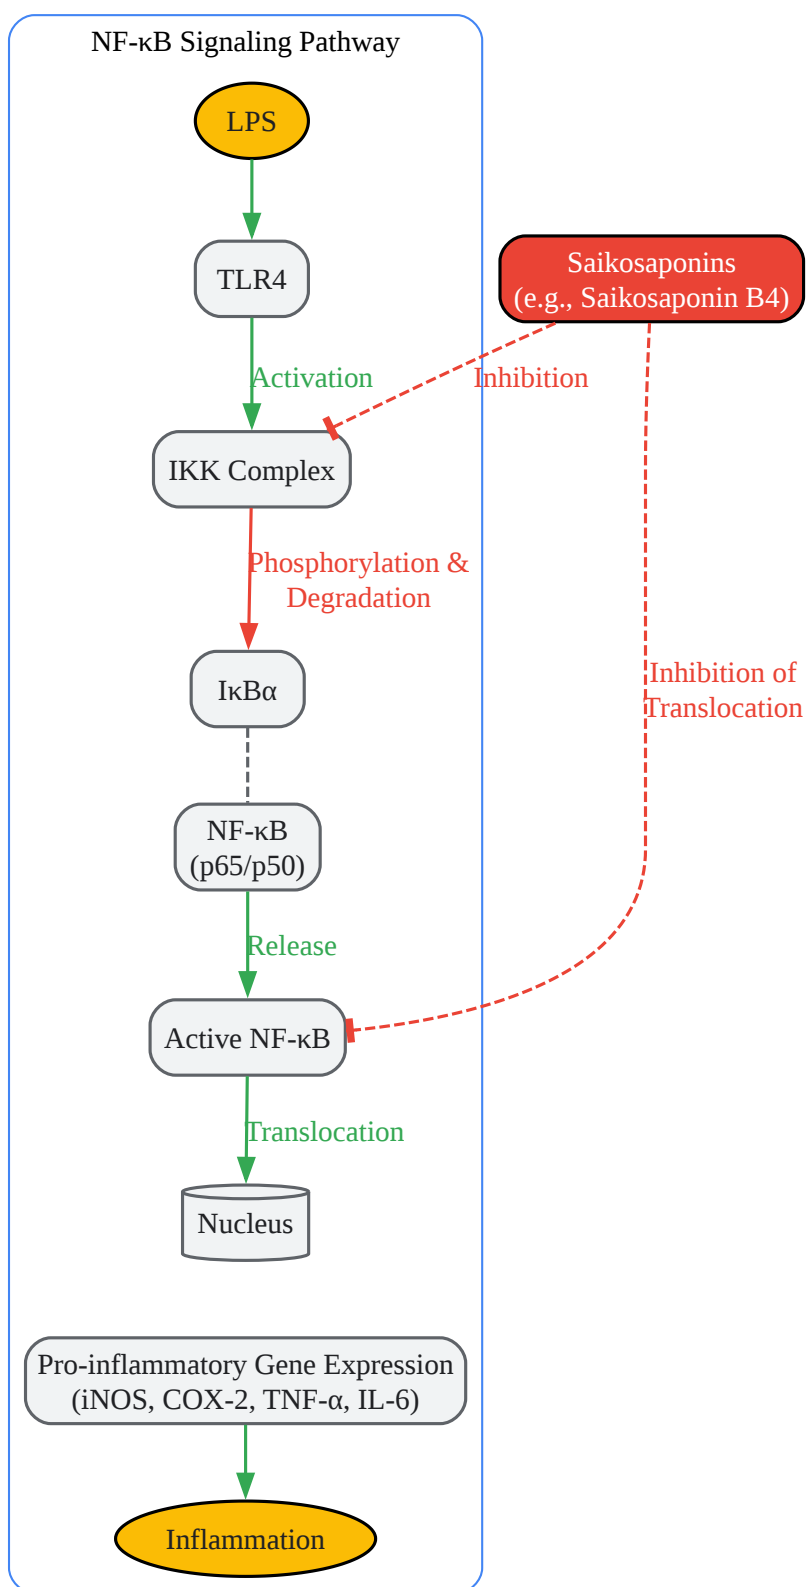 NF-κB Signaling Pathway
LPS
TLR4
Saikosaponins
(e.g., Saikosaponin B4)
Activation
Inhibition
IKK Complex
Phosphorylation &
Degradation
IκBα
Inhibition of
Translocation
NF-κB
(p65/p50)
Release
Active NF-κB
Translocation
Nucleus
Pro-inflammatory Gene Expression
(iNOS, COX-2, TNF-α, IL-6)
Inflammation